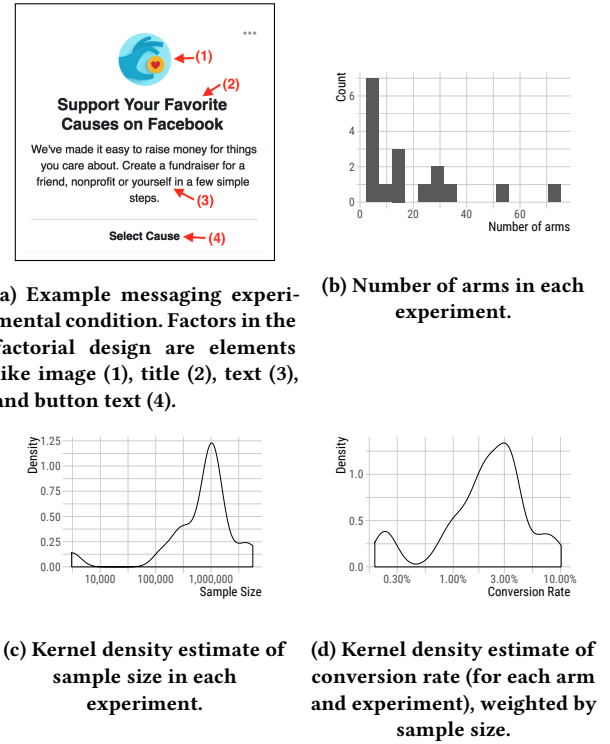 (1)
(2)
Support Your Favorite
Causes on Facebook
We've made it easy to raise money for things
you care about. Create a fundraiser for a
friend, nonprofit or yourself in a few simple
steps.
(3)
Select Cause
(4)
a) Example messaging experi-
mental condition. Factors in the
factorial design are elements
like image (1), title (2), text (3),
and button text (4).
Count
6
4
2
0
0 20 40 60
Number of arms
(b) Number of arms in each
experiment.
Density
1.25
1.00
0.75
0.50
0.25
0.00
10,000 100,000 1,000,000
Sample Size
(c) Kernel density estimate of
sample size in each
experiment.
Density
1.0
0.5
0.0
0.30% 1.00% 3.00% 10.00%
Conversion Rate
(d) Kernel density estimate of
conversion rate (for each arm
and experiment), weighted by
sample size.